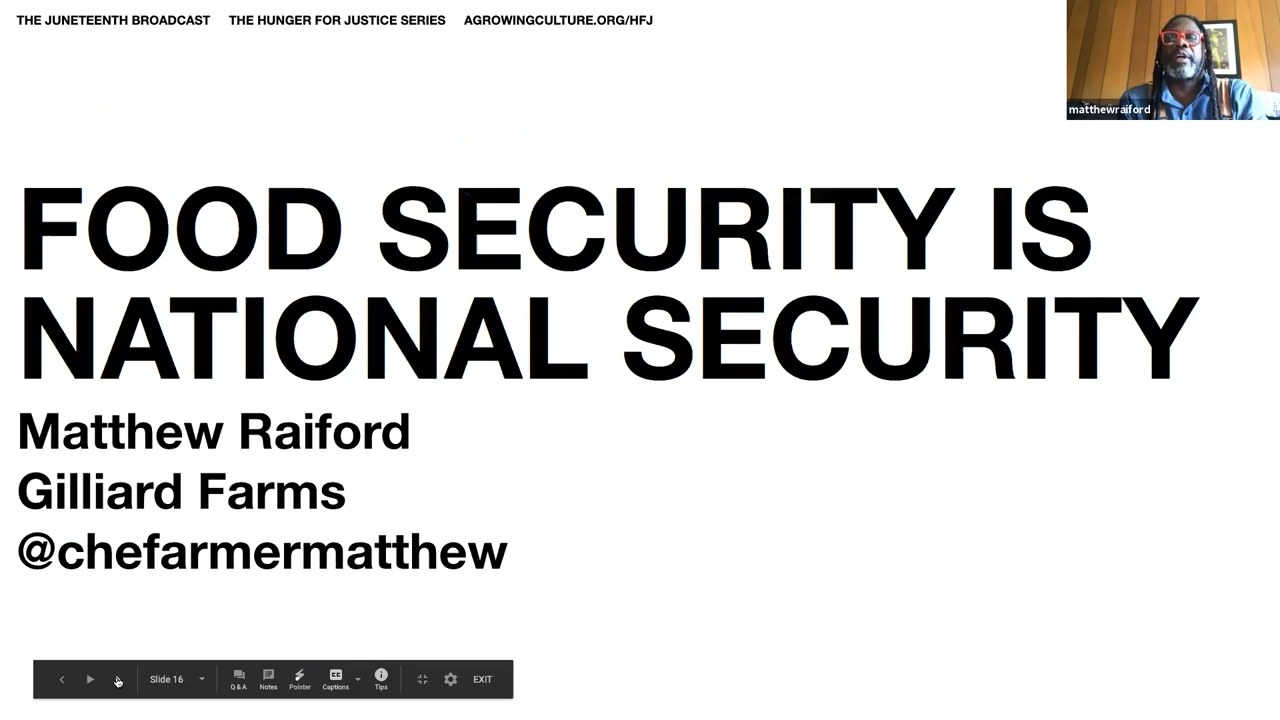 THE JUNETEENTH BROADCAST THE HUNGER FOR JUSTICE SERIES AGROWINGCULTURE.ORG/HFJ
matthewraiford
FOOD SECURITY IS
NATIONAL SECURITY
Matthew Raiford
Gilliard Farms
@chefarmermatthew
Slide 16 Q & A Notes Pointer CC Captions Tips EXIT